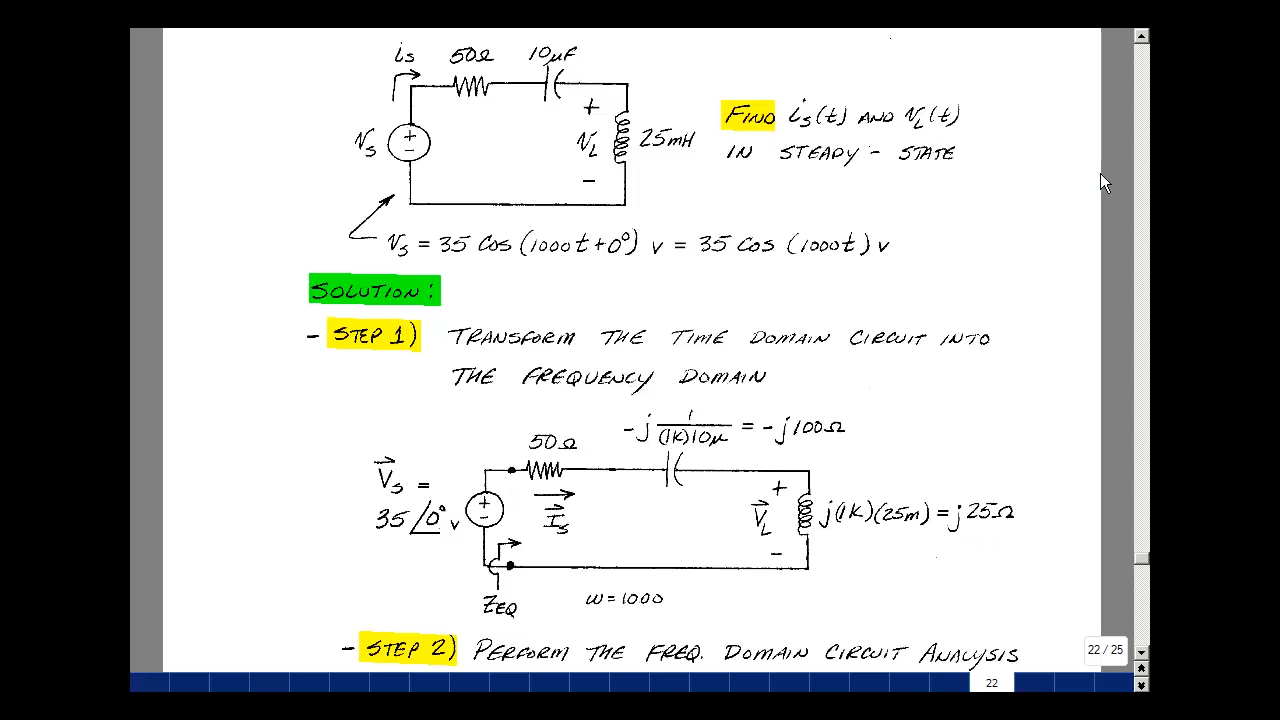 is 50Ω 10μF
+
Vs + - VL 25mH
-
FIND is(t) AND VL(t)
IN STEADY-STATE
Vs = 35 cos(1000t+0°) V = 35 cos(1000t) V
SOLUTION:
- STEP 1) TRANSFORM THE TIME DOMAIN CIRCUIT INTO
THE FREQUENCY DOMAIN
-j 1/((1K)10μ) = -j100Ω
50Ω
Vs =
35∠0° V
+ -
Is
+
VL
-
j(1K)(25m) = j25Ω
ZEQ
ω=1000
- STEP 2) PERFORM THE FREQ. DOMAIN CIRCUIT ANALYSIS
22 / 25
22